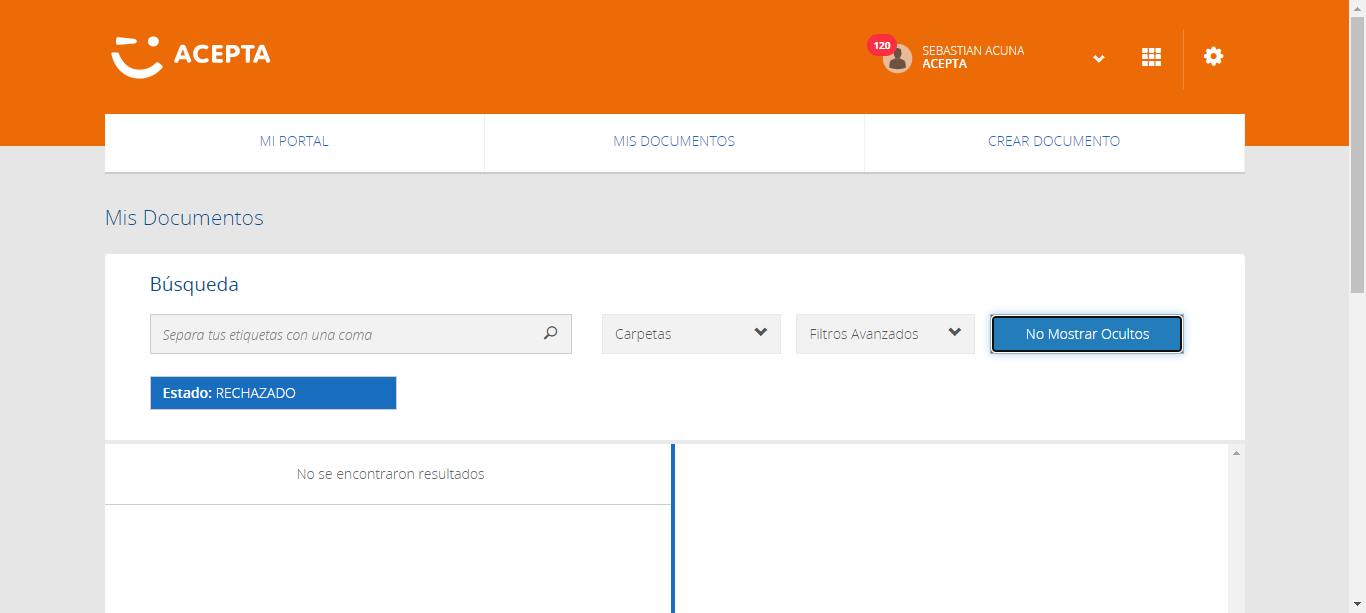 ACEPTA
120
SEBASTIAN ACUNA
ACEPTA
MI PORTAL
MIS DOCUMENTOS
CREAR DOCUMENTO
Mis Documentos
Búsqueda
Separa tus etiquetas con una coma
Carpetas
Filtros Avanzados
No Mostrar Ocultos
Estado: RECHAZADO
No se encontraron resultados